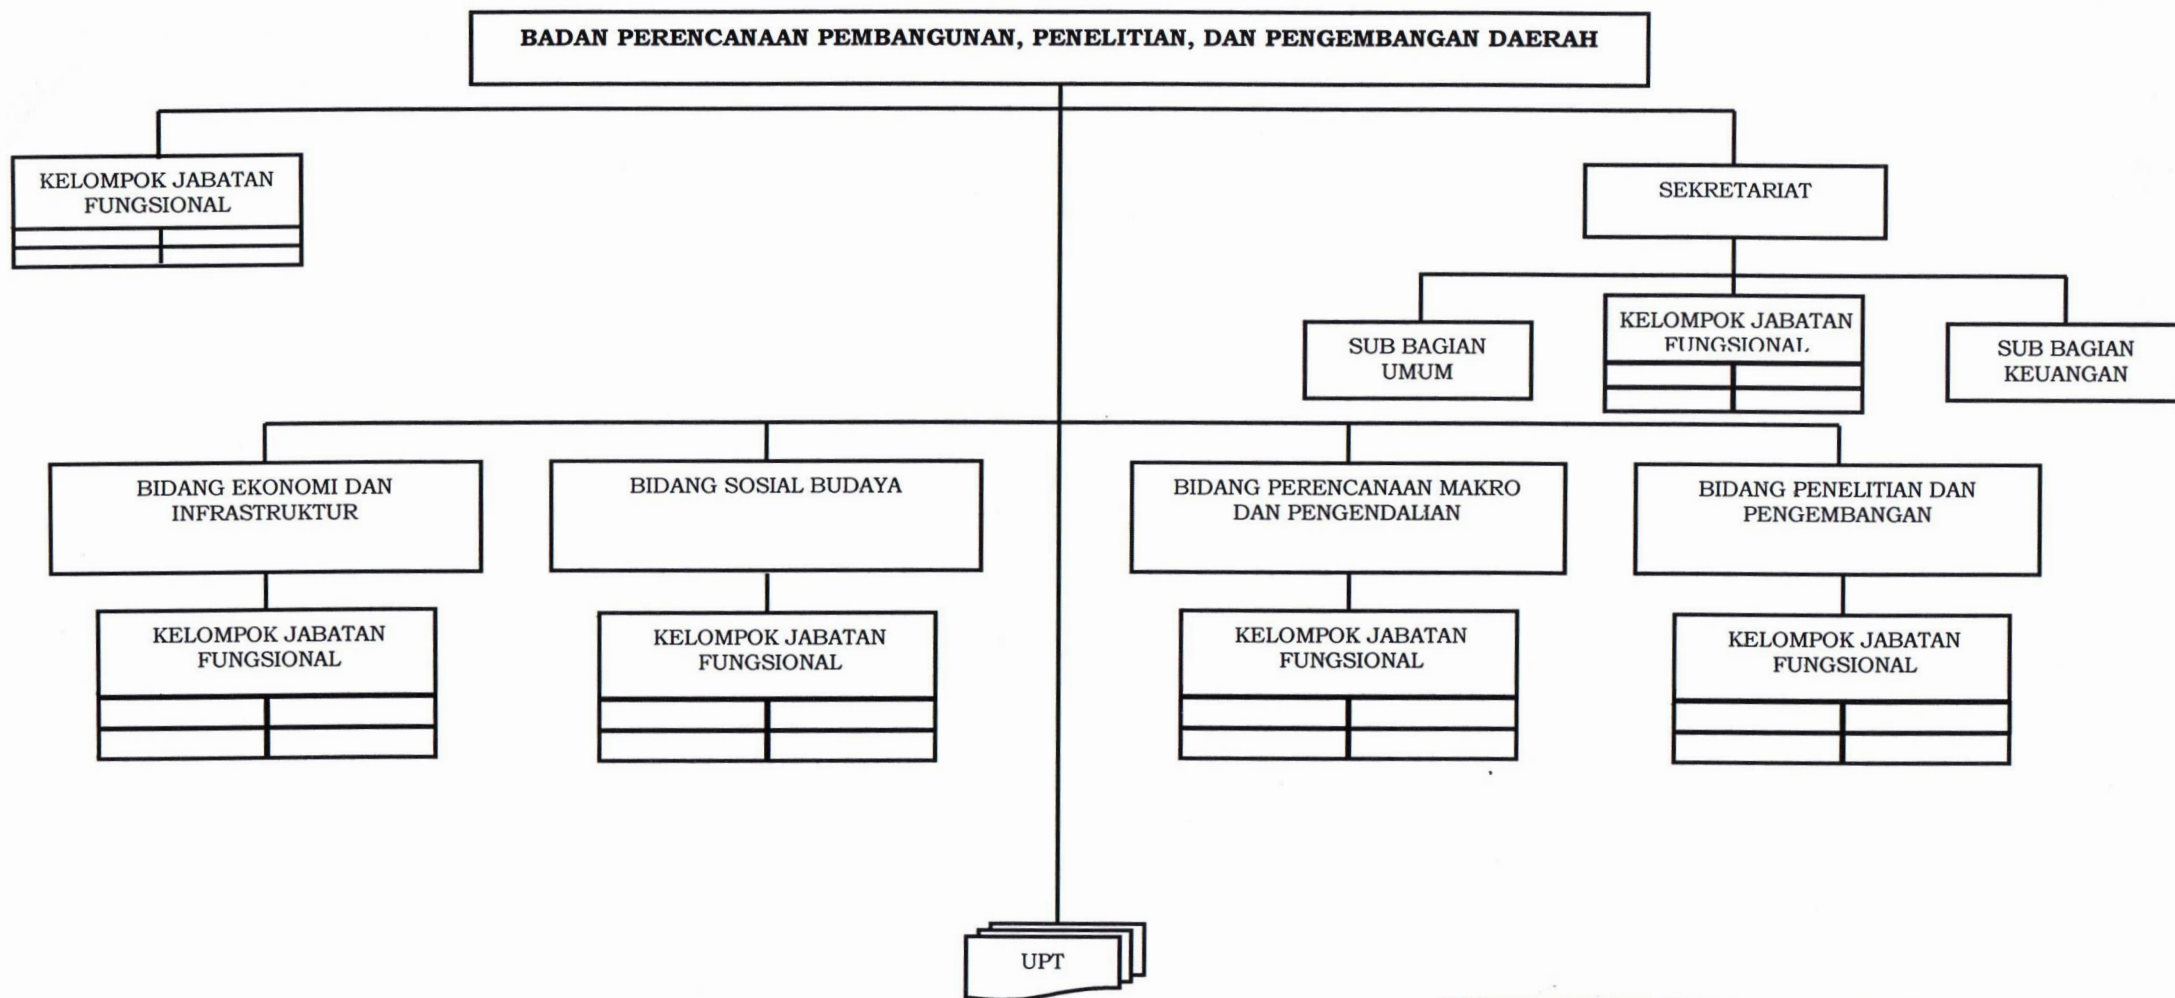 BADAN PERENCANAAN PEMBANGUNAN, PENELITIAN, DAN PENGEMBANGAN DAERAH
KELOMPOK JABATAN
FUNGSIONAL
SEKRETARIAT
SUB BAGIAN
UMUM
KELOMPOK JABATAN
FUNGSIONAL
SUB BAGIAN
KEUANGAN
BIDANG EKONOMI DAN
INFRASTRUKTUR
BIDANG SOSIAL BUDAYA
BIDANG PERENCANAAN MAKRO
DAN PENGENDALIAN
BIDANG PENELITIAN DAN
PENGEMBANGAN
KELOMPOK JABATAN
FUNGSIONAL
KELOMPOK JABATAN
FUNGSIONAL
KELOMPOK JABATAN
FUNGSIONAL
KELOMPOK JABATAN
FUNGSIONAL
UPT